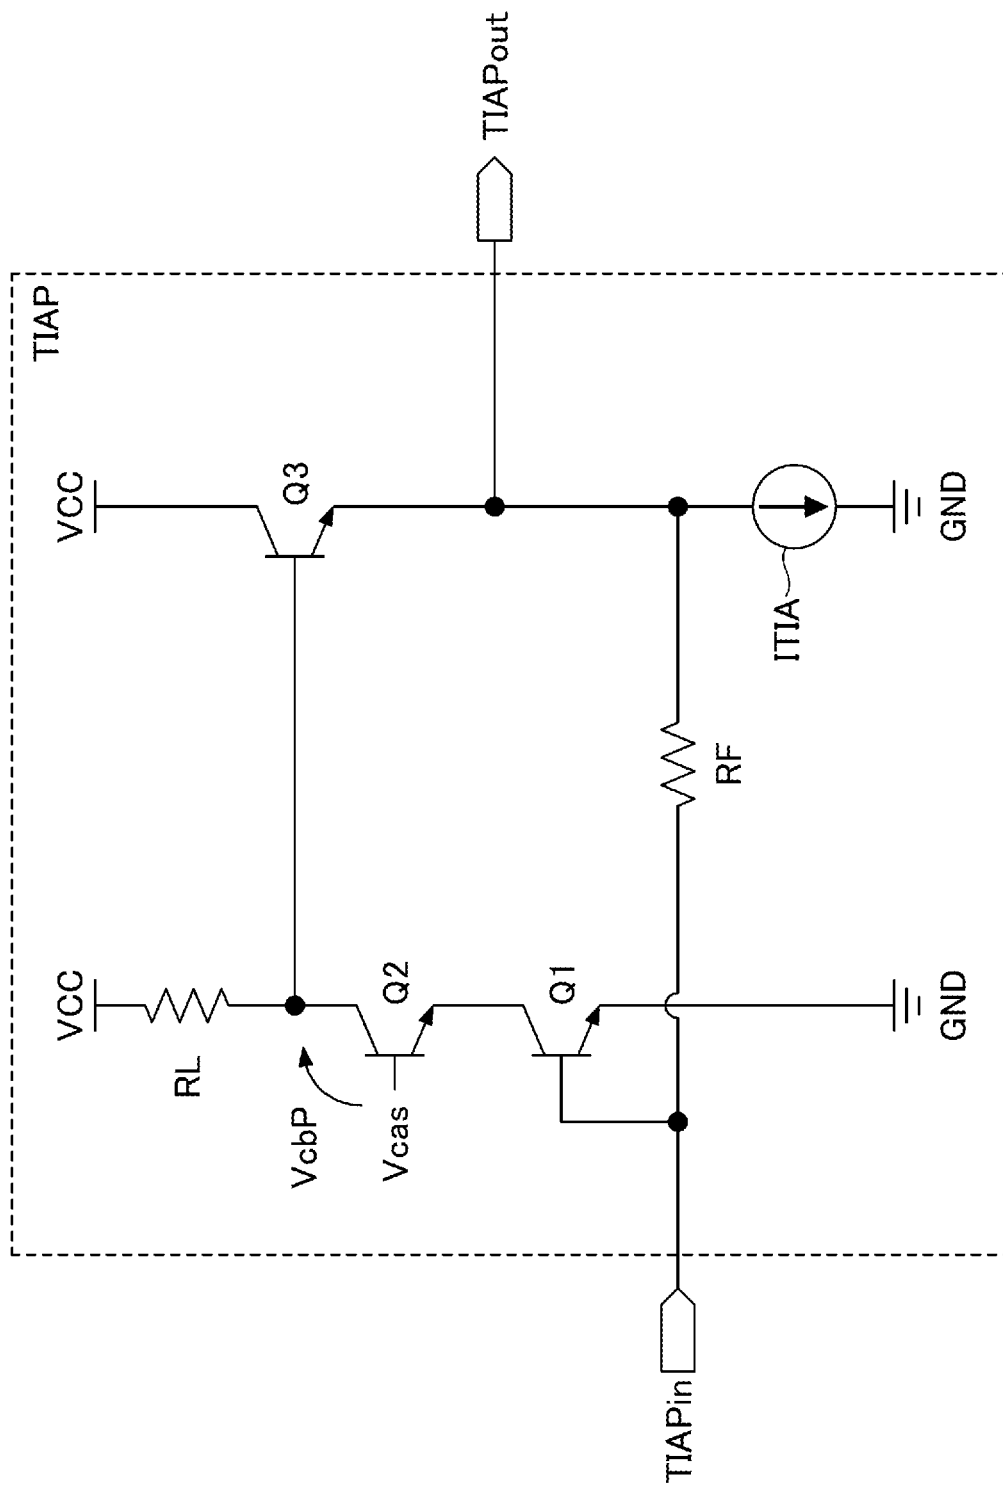 TIAP
VCC
VCC
RL
Q3
VcbP
Q2
Vcas
Q1
TIAPout
RF
ITIA
TIAPin
GND
GND